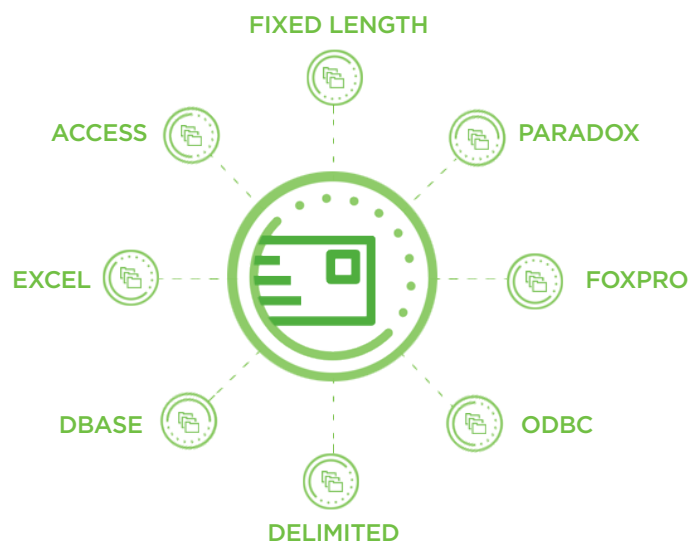 FIXED LENGTH
ACCESS
PARADOX
EXCEL
FOXPRO
DBASE
ODBC
DELIMITED